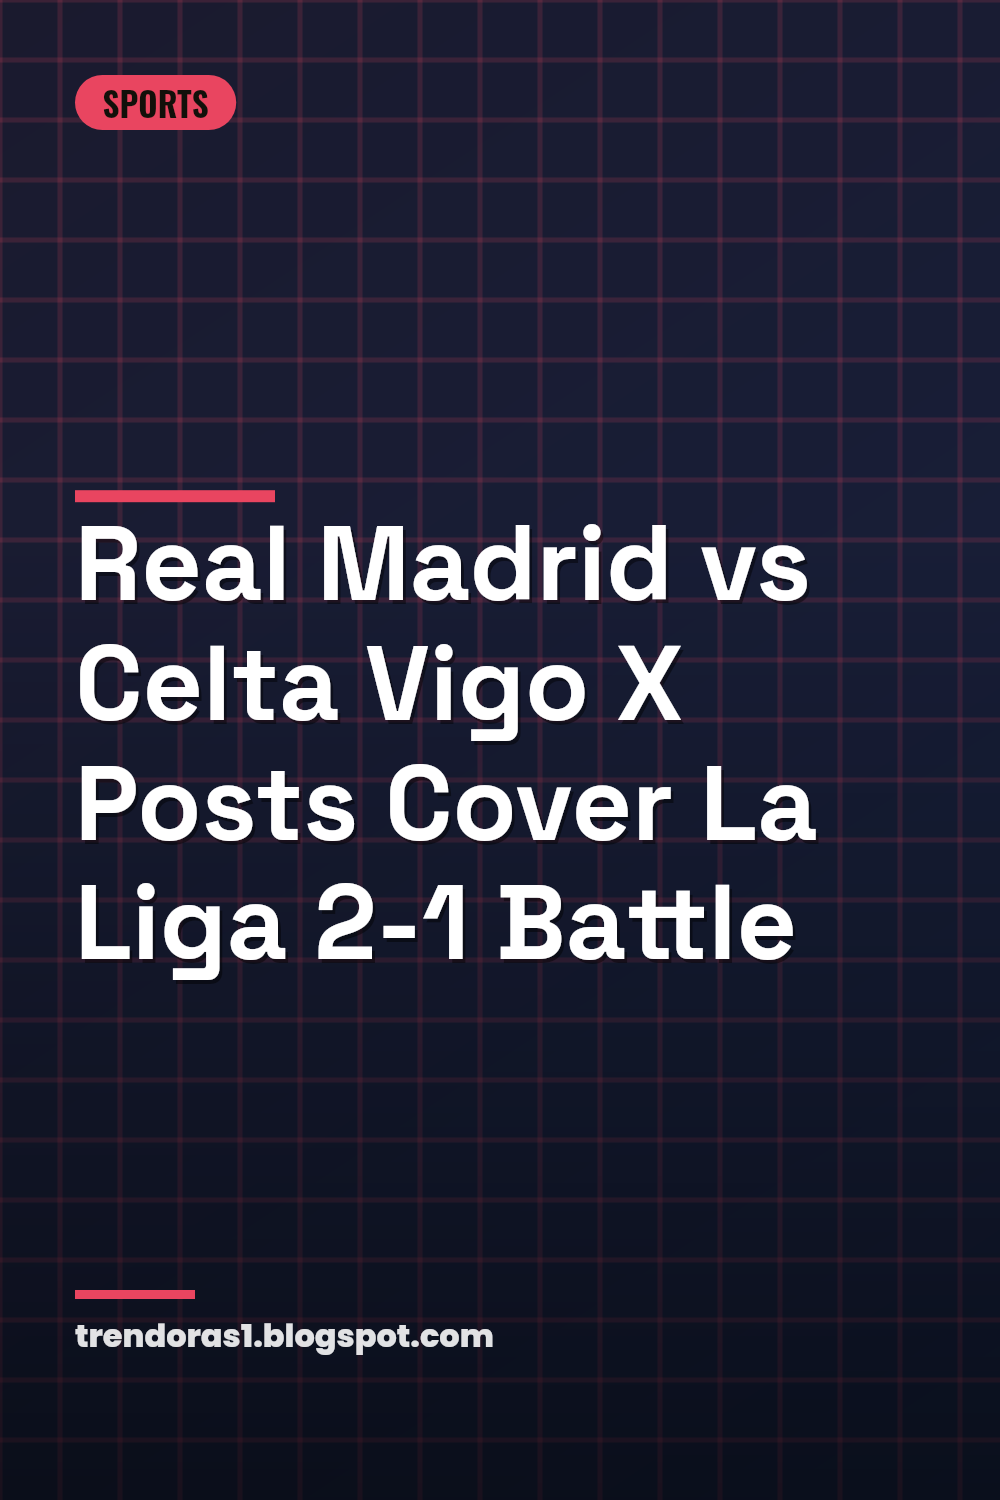 SPORTS
Real Madrid vs
Celta Vigo X
Posts Cover La
Liga 2-1 Battle
trendoras1.blogspot.com